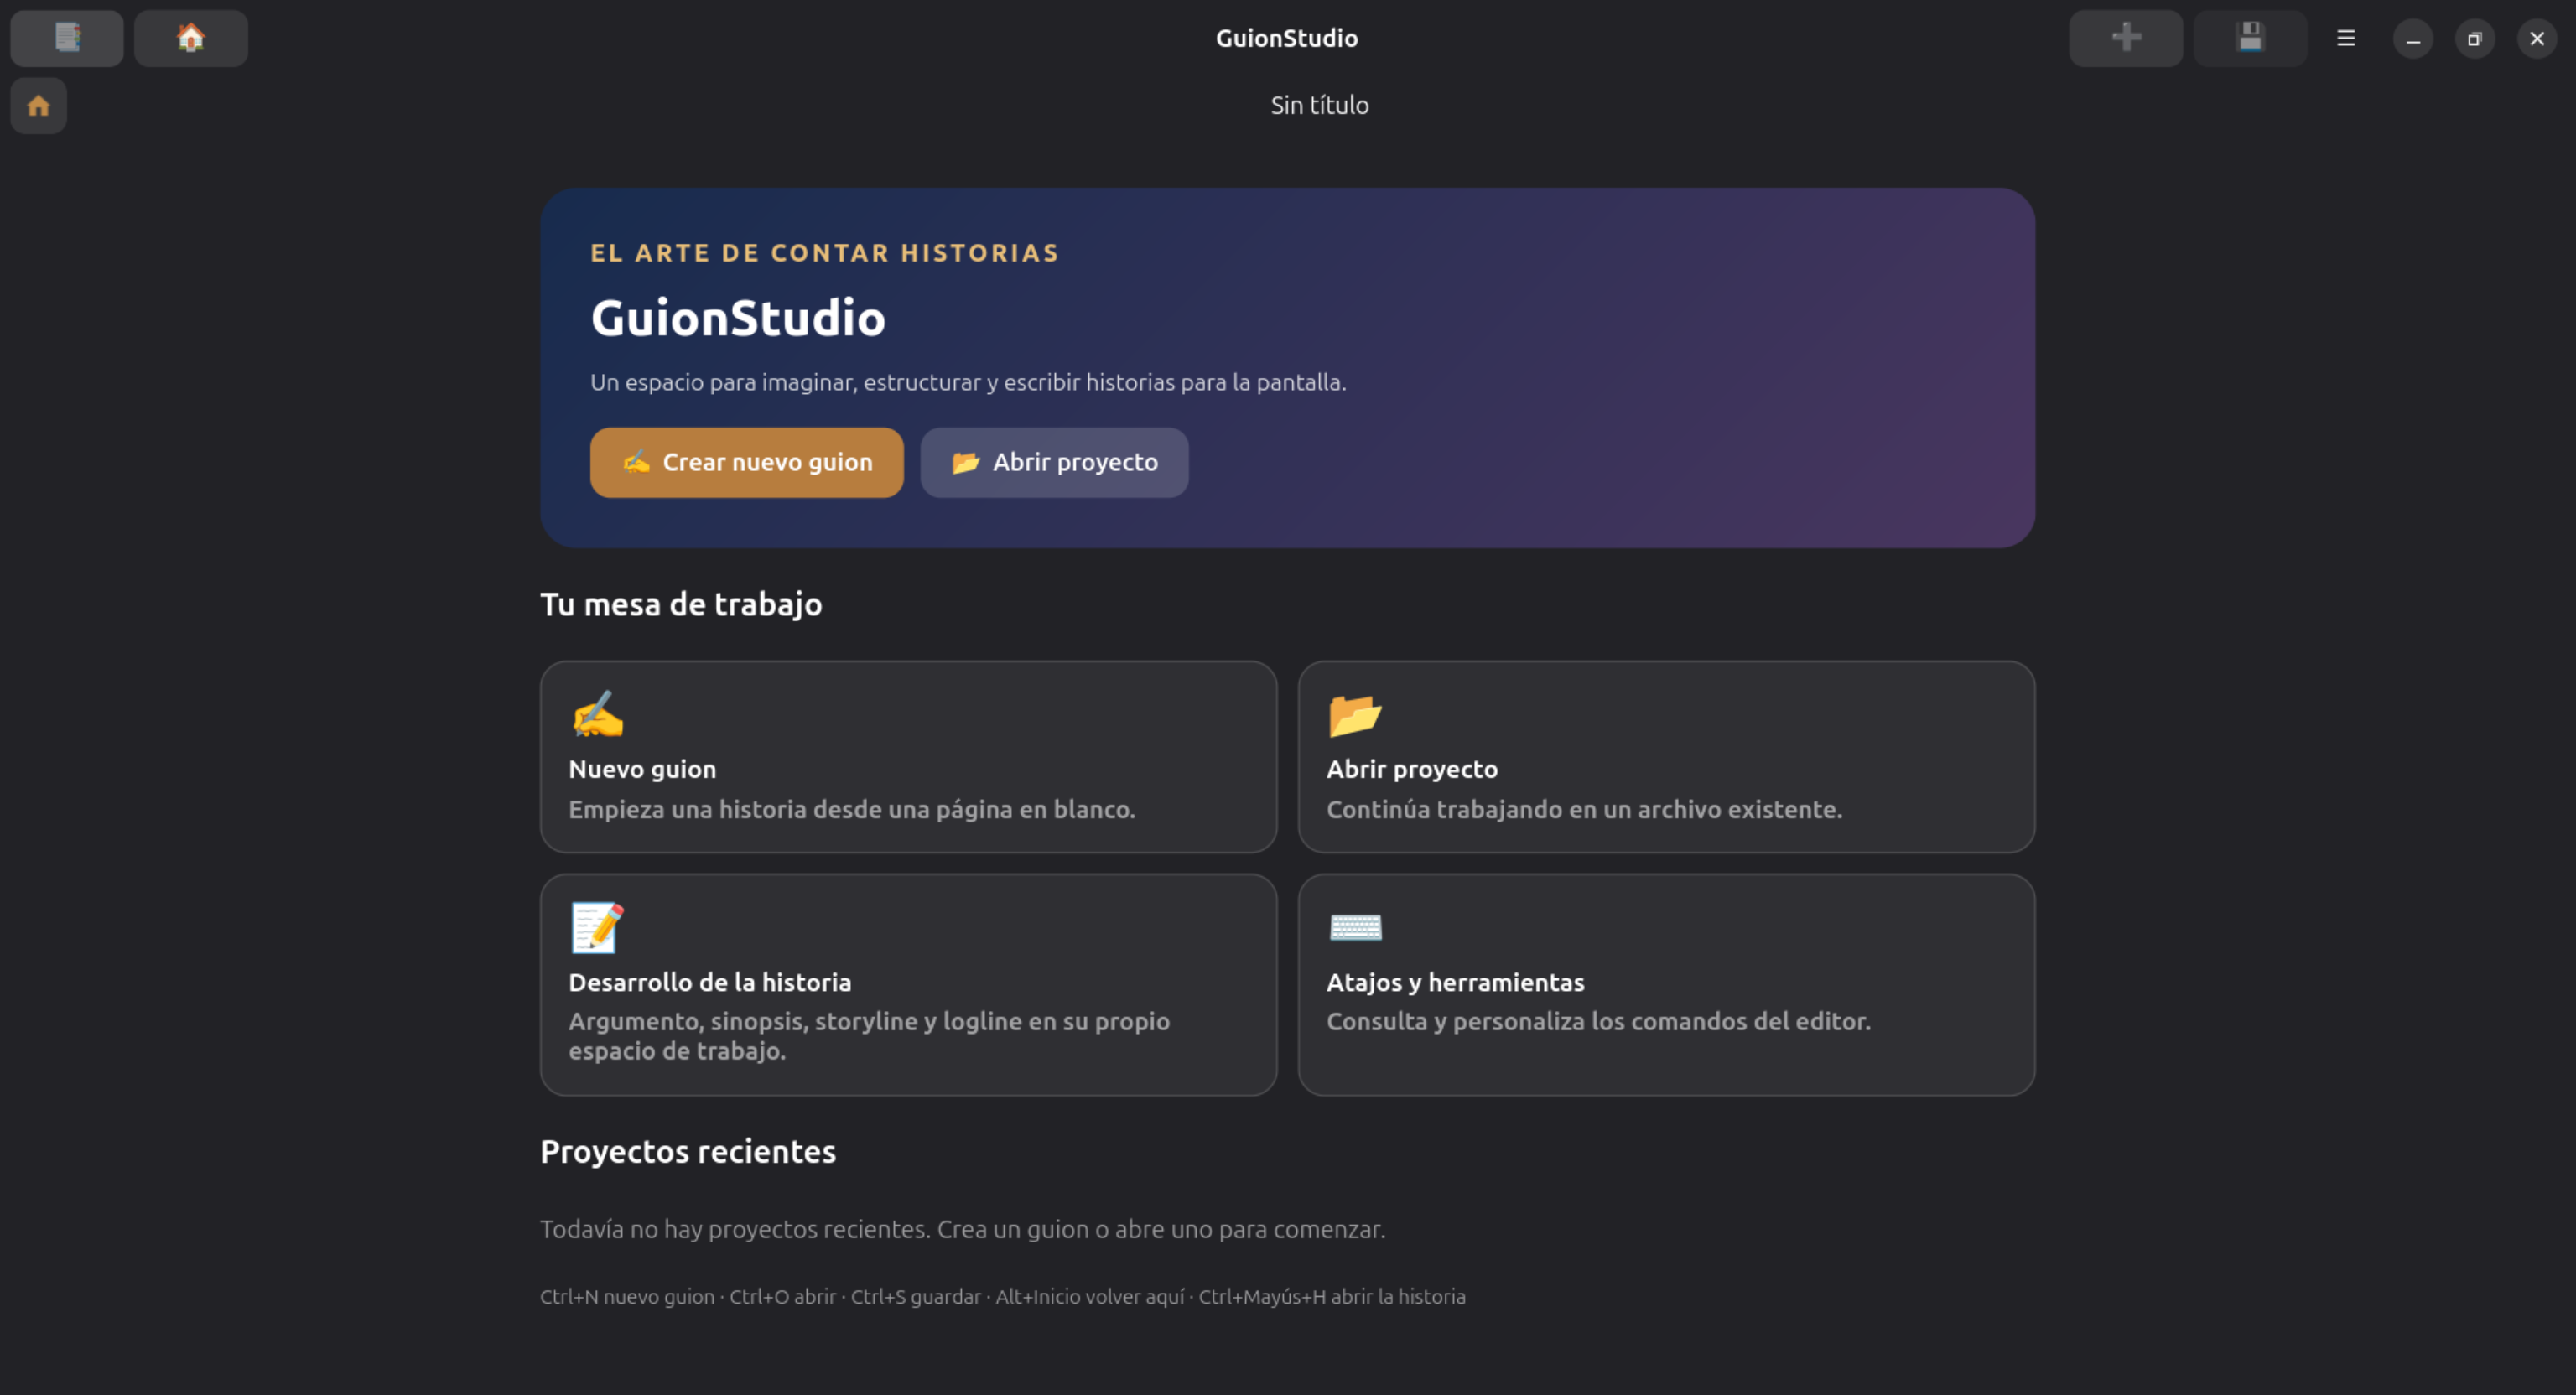 GuionStudio
Sin título
EL ARTE DE CONTAR HISTORIAS
GuionStudio
Un espacio para imaginar, estructurar y escribir historias para la pantalla.
Crear nuevo guion
Abrir proyecto
Tu mesa de trabajo
Nuevo guion
Empieza una historia desde una página en blanco.
Abrir proyecto
Continúa trabajando en un archivo existente.
Desarrollo de la historia
Argumento, sinopsis, storyline y logline en su propio
espacio de trabajo.
Atajos y herramientas
Consulta y personaliza los comandos del editor.
Proyectos recientes
Todavía no hay proyectos recientes. Crea un guion o abre uno para comenzar.
Ctrl+N nuevo guion · Ctrl+O abrir · Ctrl+S guardar · Alt+Inicio volver aquí · Ctrl+Mayús+H abrir la historia